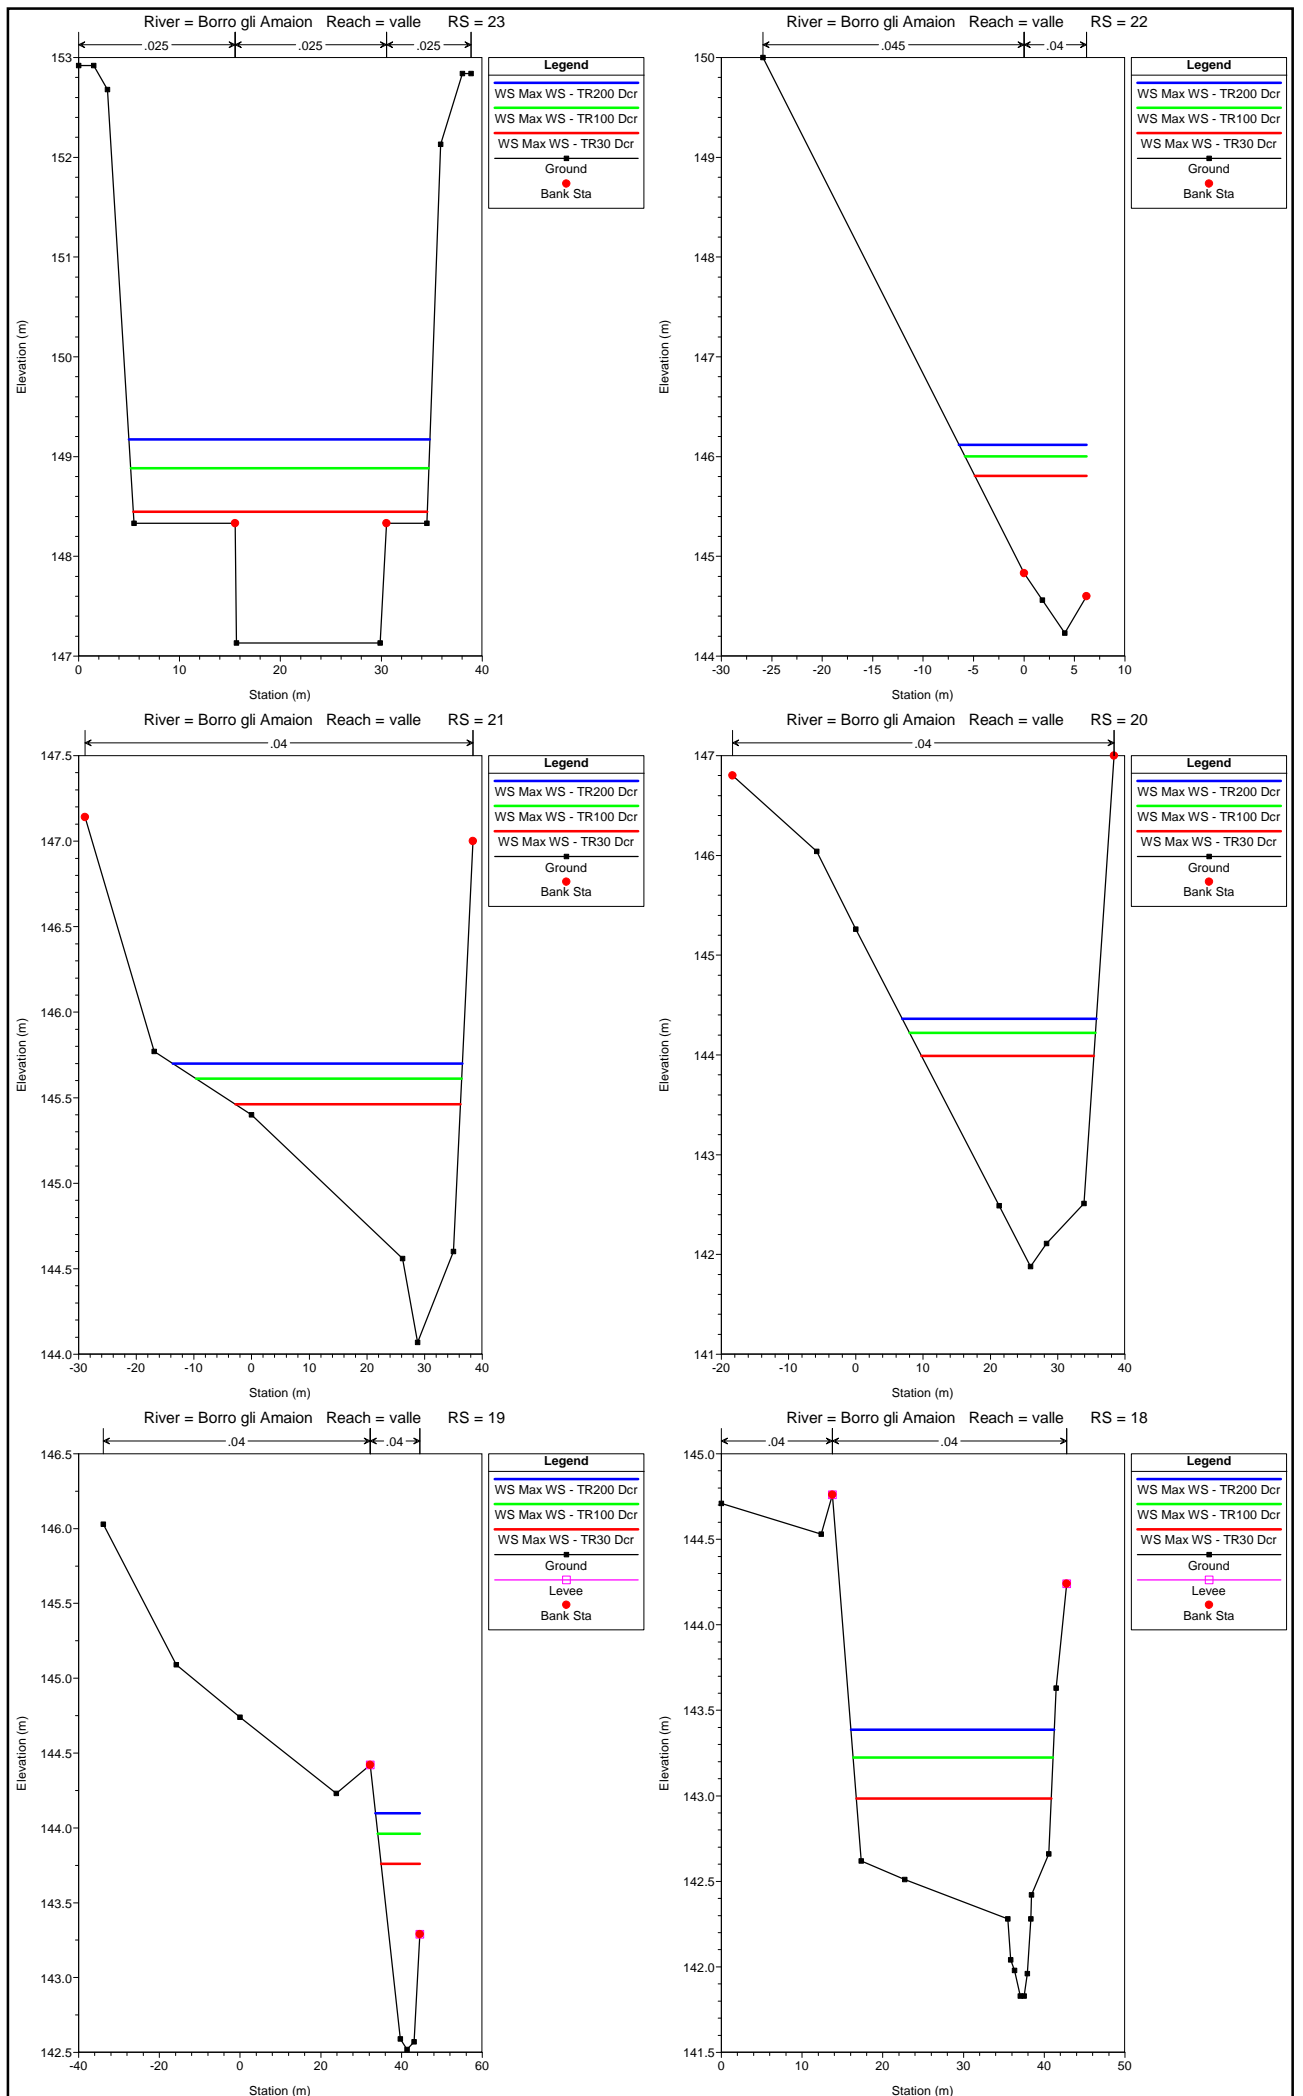 River = Borro gli Amaion Reach = valle RS = 23
.025 .025 .025
Legend
WS Max WS - TR200 Dcr
WS Max WS - TR100 Dcr
WS Max WS - TR30 Dcr
Ground
Bank Sta
153
152
151
150
149
148
147
Elevation (m)
0 10 20 30 40
Station (m)
River = Borro gli Amaion Reach = valle RS = 22
.045 .04
Legend
WS Max WS - TR200 Dcr
WS Max WS - TR100 Dcr
WS Max WS - TR30 Dcr
Ground
Bank Sta
150
149
148
147
146
145
144
Elevation (m)
-30 -25 -20 -15 -10 -5 0 5 10
Station (m)
River = Borro gli Amaion Reach = valle RS = 21
.04
Legend
WS Max WS - TR200 Dcr
WS Max WS - TR100 Dcr
WS Max WS - TR30 Dcr
Ground
Bank Sta
147.5
147.0
146.5
146.0
145.5
145.0
144.5
144.0
Elevation (m)
-30 -20 -10 0 10 20 30 40
Station (m)
River = Borro gli Amaion Reach = valle RS = 20
.04
Legend
WS Max WS - TR200 Dcr
WS Max WS - TR100 Dcr
WS Max WS - TR30 Dcr
Ground
Bank Sta
147
146
145
144
143
142
141
Elevation (m)
-20 -10 0 10 20 30 40
Station (m)
River = Borro gli Amaion Reach = valle RS = 19
.04 .04
Legend
WS Max WS - TR200 Dcr
WS Max WS - TR100 Dcr
WS Max WS - TR30 Dcr
Ground
Levee
Bank Sta
146.5
146.0
145.5
145.0
144.5
144.0
143.5
143.0
142.5
Elevation (m)
-40 -20 0 20 40 60
Station (m)
River = Borro gli Amaion Reach = valle RS = 18
.04 .04
Legend
WS Max WS - TR200 Dcr
WS Max WS - TR100 Dcr
WS Max WS - TR30 Dcr
Ground
Levee
Bank Sta
145.0
144.5
144.0
143.5
143.0
142.5
142.0
141.5
Elevation (m)
0 10 20 30 40 50
Station (m)